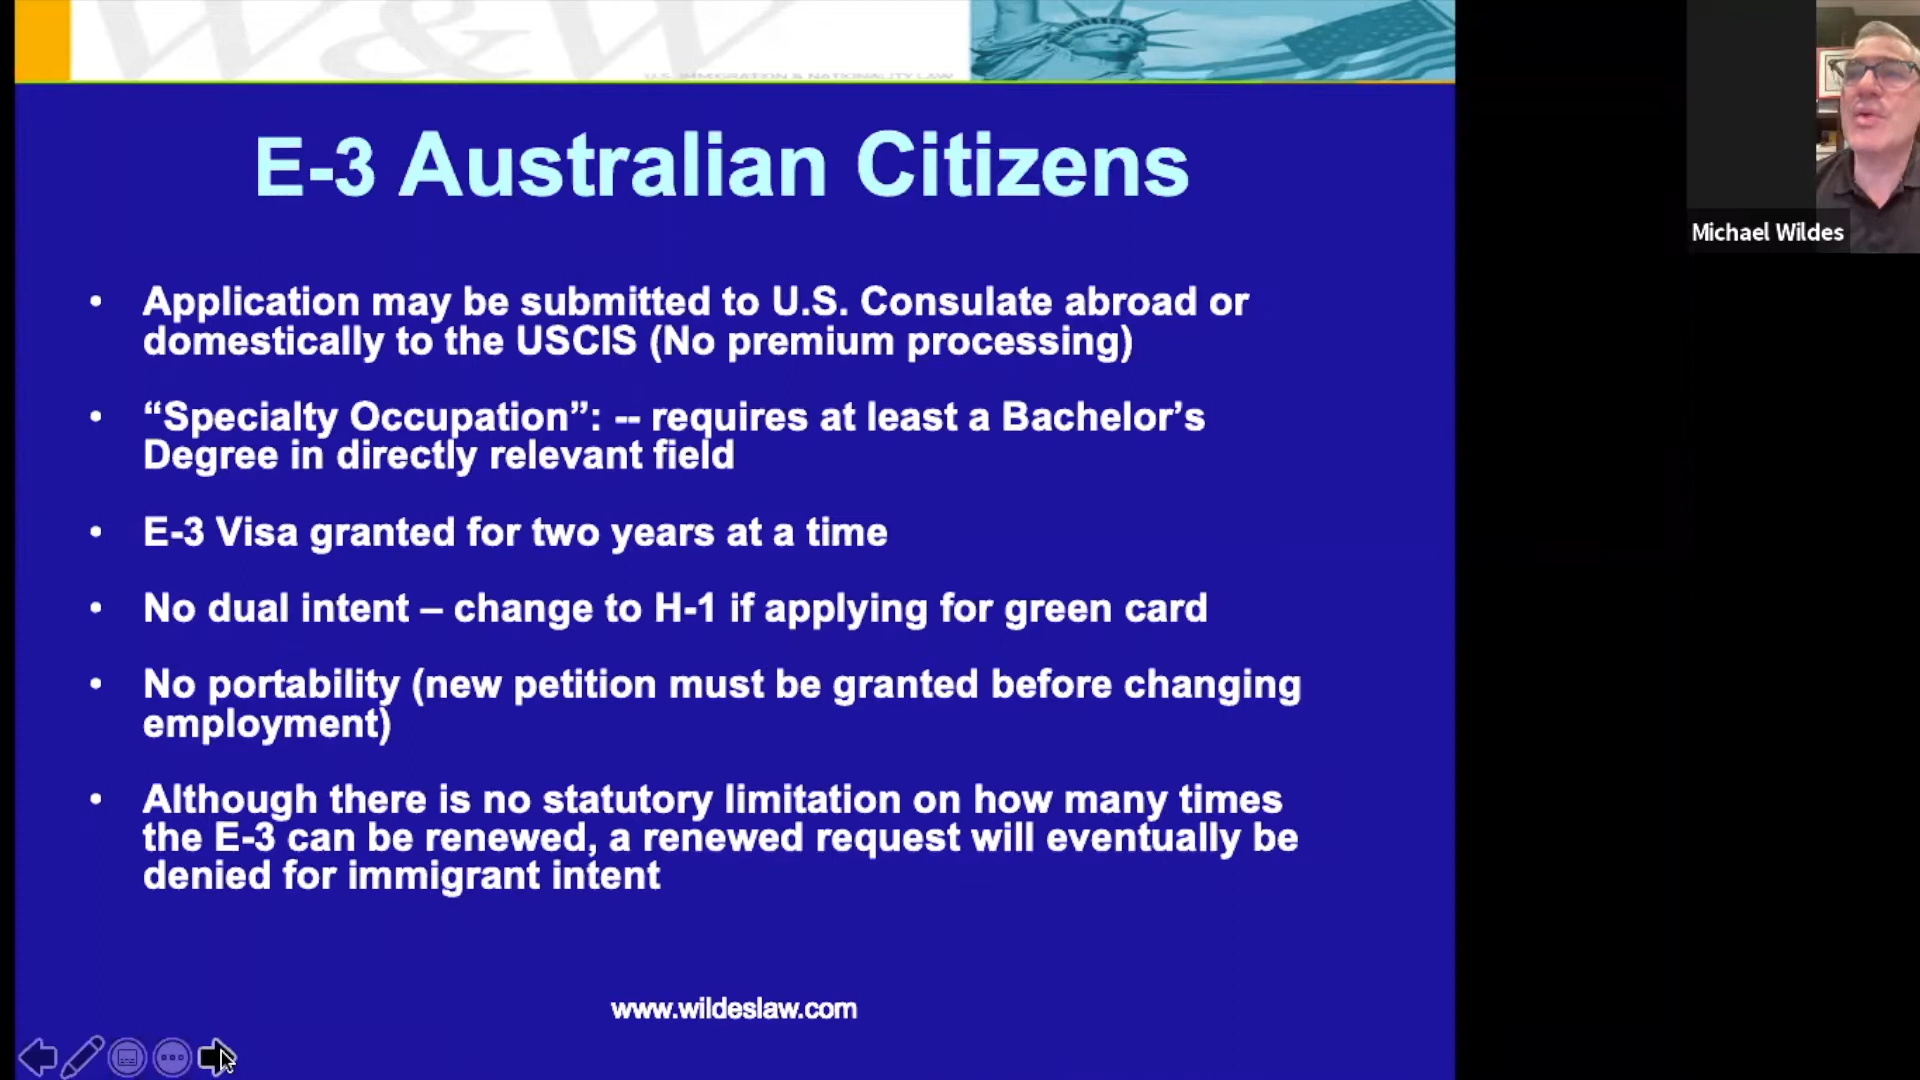 W&W
U.S. IMMIGRATION & NATIONALITY LAW
E-3 Australian Citizens
• Application may be submitted to U.S. Consulate abroad or
domestically to the USCIS (No premium processing)
• “Specialty Occupation”: -- requires at least a Bachelor’s
Degree in directly relevant field
• E-3 Visa granted for two years at a time
• No dual intent – change to H-1 if applying for green card
• No portability (new petition must be granted before changing
employment)
• Although there is no statutory limitation on how many times
the E-3 can be renewed, a renewed request will eventually be
denied for immigrant intent
www.wildeslaw.com
Michael Wildes